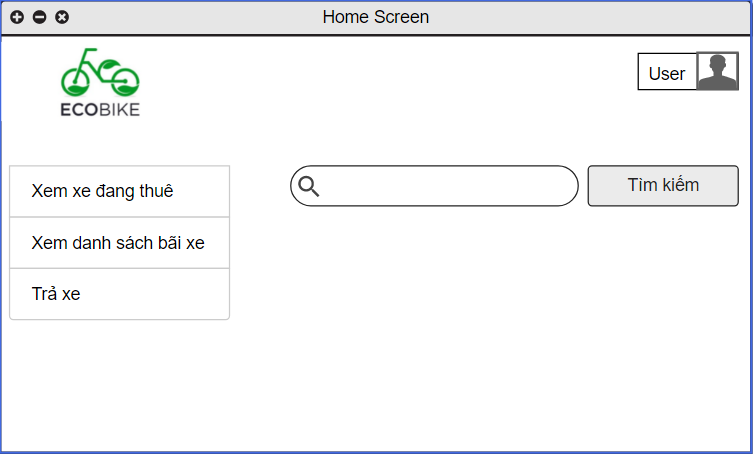 Home Screen
ECOBIKE
User
Xem xe đang thuê
Tìm kiếm
Xem danh sách bãi xe
Trả xe